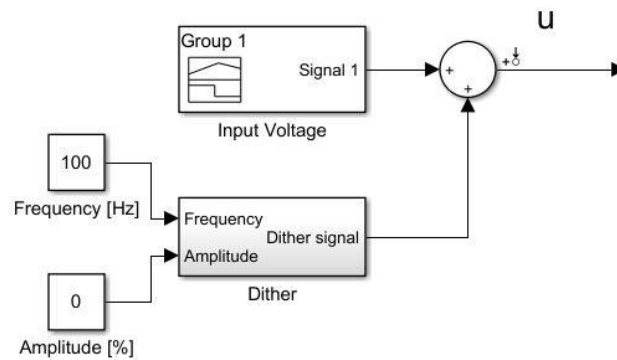 u
Group 1
Signal 1
+
+
+
Input Voltage
100
Frequency [Hz]
Frequency
Dither signal
Amplitude
0
Dither
Amplitude [%]